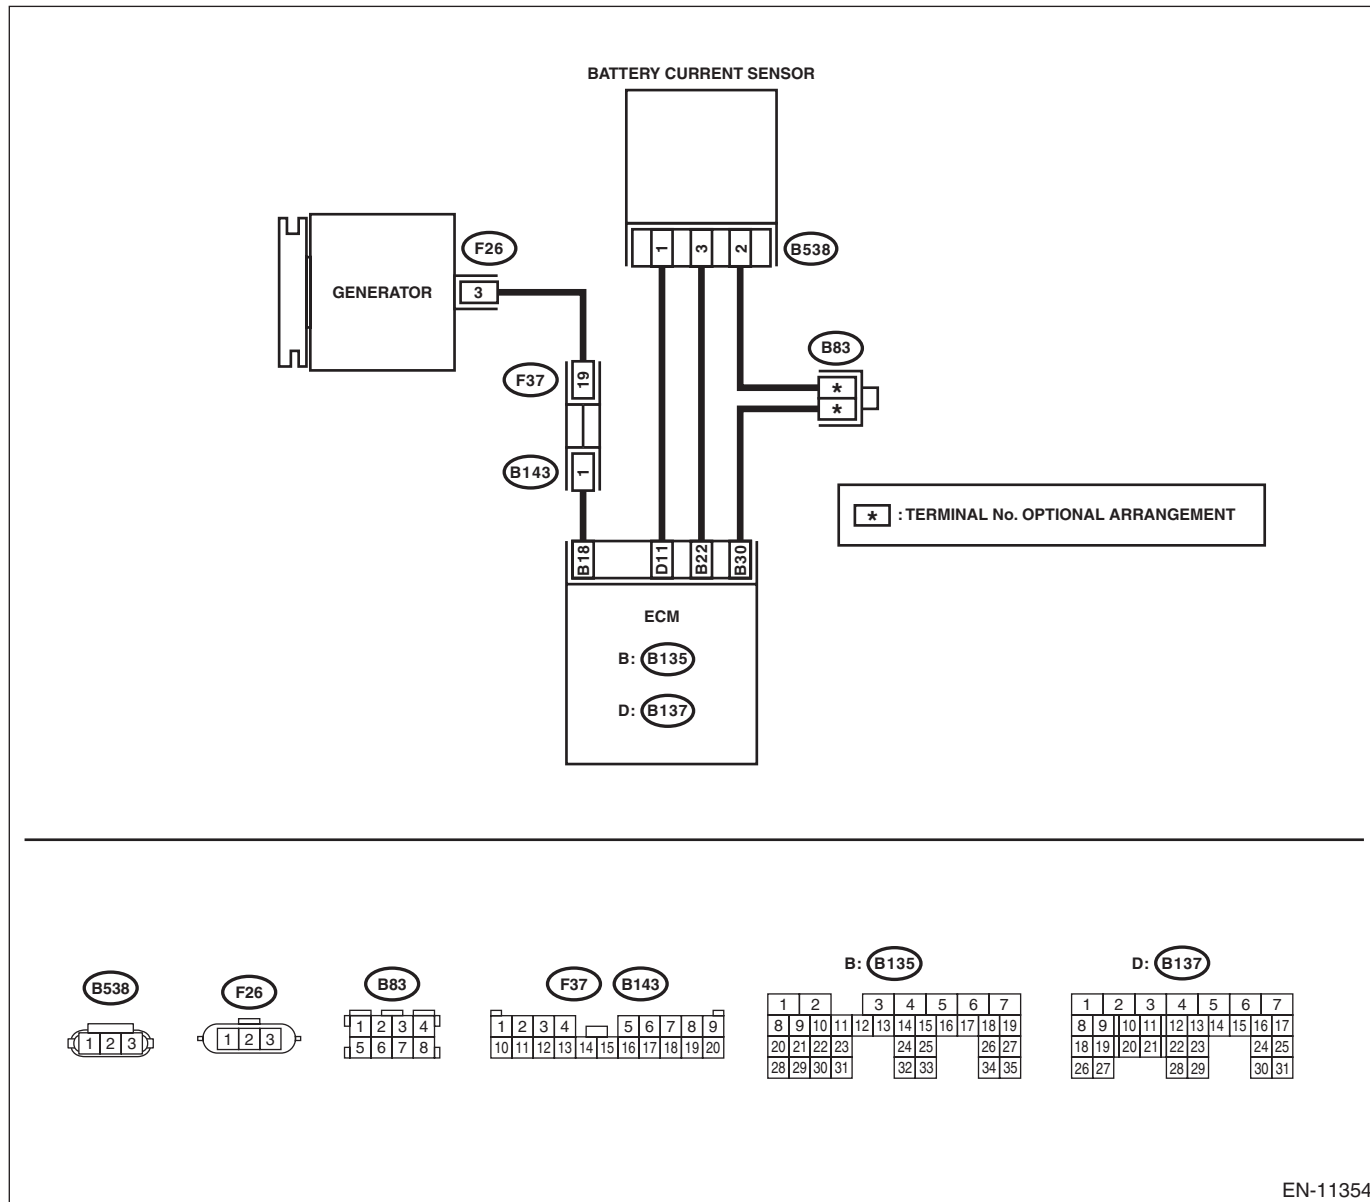 BATTERY CURRENT SENSOR
1 3 2 B538
F26
GENERATOR 3
B83
*
*
F37 19
B143 1
* : TERMINAL No. OPTIONAL ARRANGEMENT
B18 D11 B22 B30
ECM
B: B135
D: B137
B538
1 2 3
F26
1 2 3
B83
1 2 3 4
5 6 7 8
F37 B143
1 2 3 4 5 6 7 8 9
10 11 12 13 14 15 16 17 18 19 20
B: B135
1 2 3 4 5 6 7
8 9 10 11 12 13 14 15 16 17 18 19
20 21 22 23 24 25 26 27
28 29 30 31 32 33 34 35
D: B137
1 2 3 4 5 6 7
8 9 10 11 12 13 14 15 16 17
18 19 20 21 22 23 24 25
26 27 28 29 30 31
EN-11354